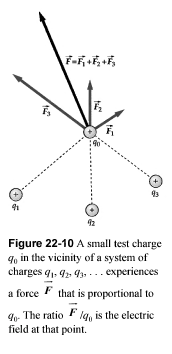 F=F₁+F₂+F₃
F₃
F₂
F₁
q₀
q₁
q₂
q₃
Figure 22-10 A small test charge
q₀ in the vicinity of a system of
charges q₁, q₂, q₃, . . . experiences
a force F that is proportional to
q₀. The ratio F /q₀ is the electric
field at that point.